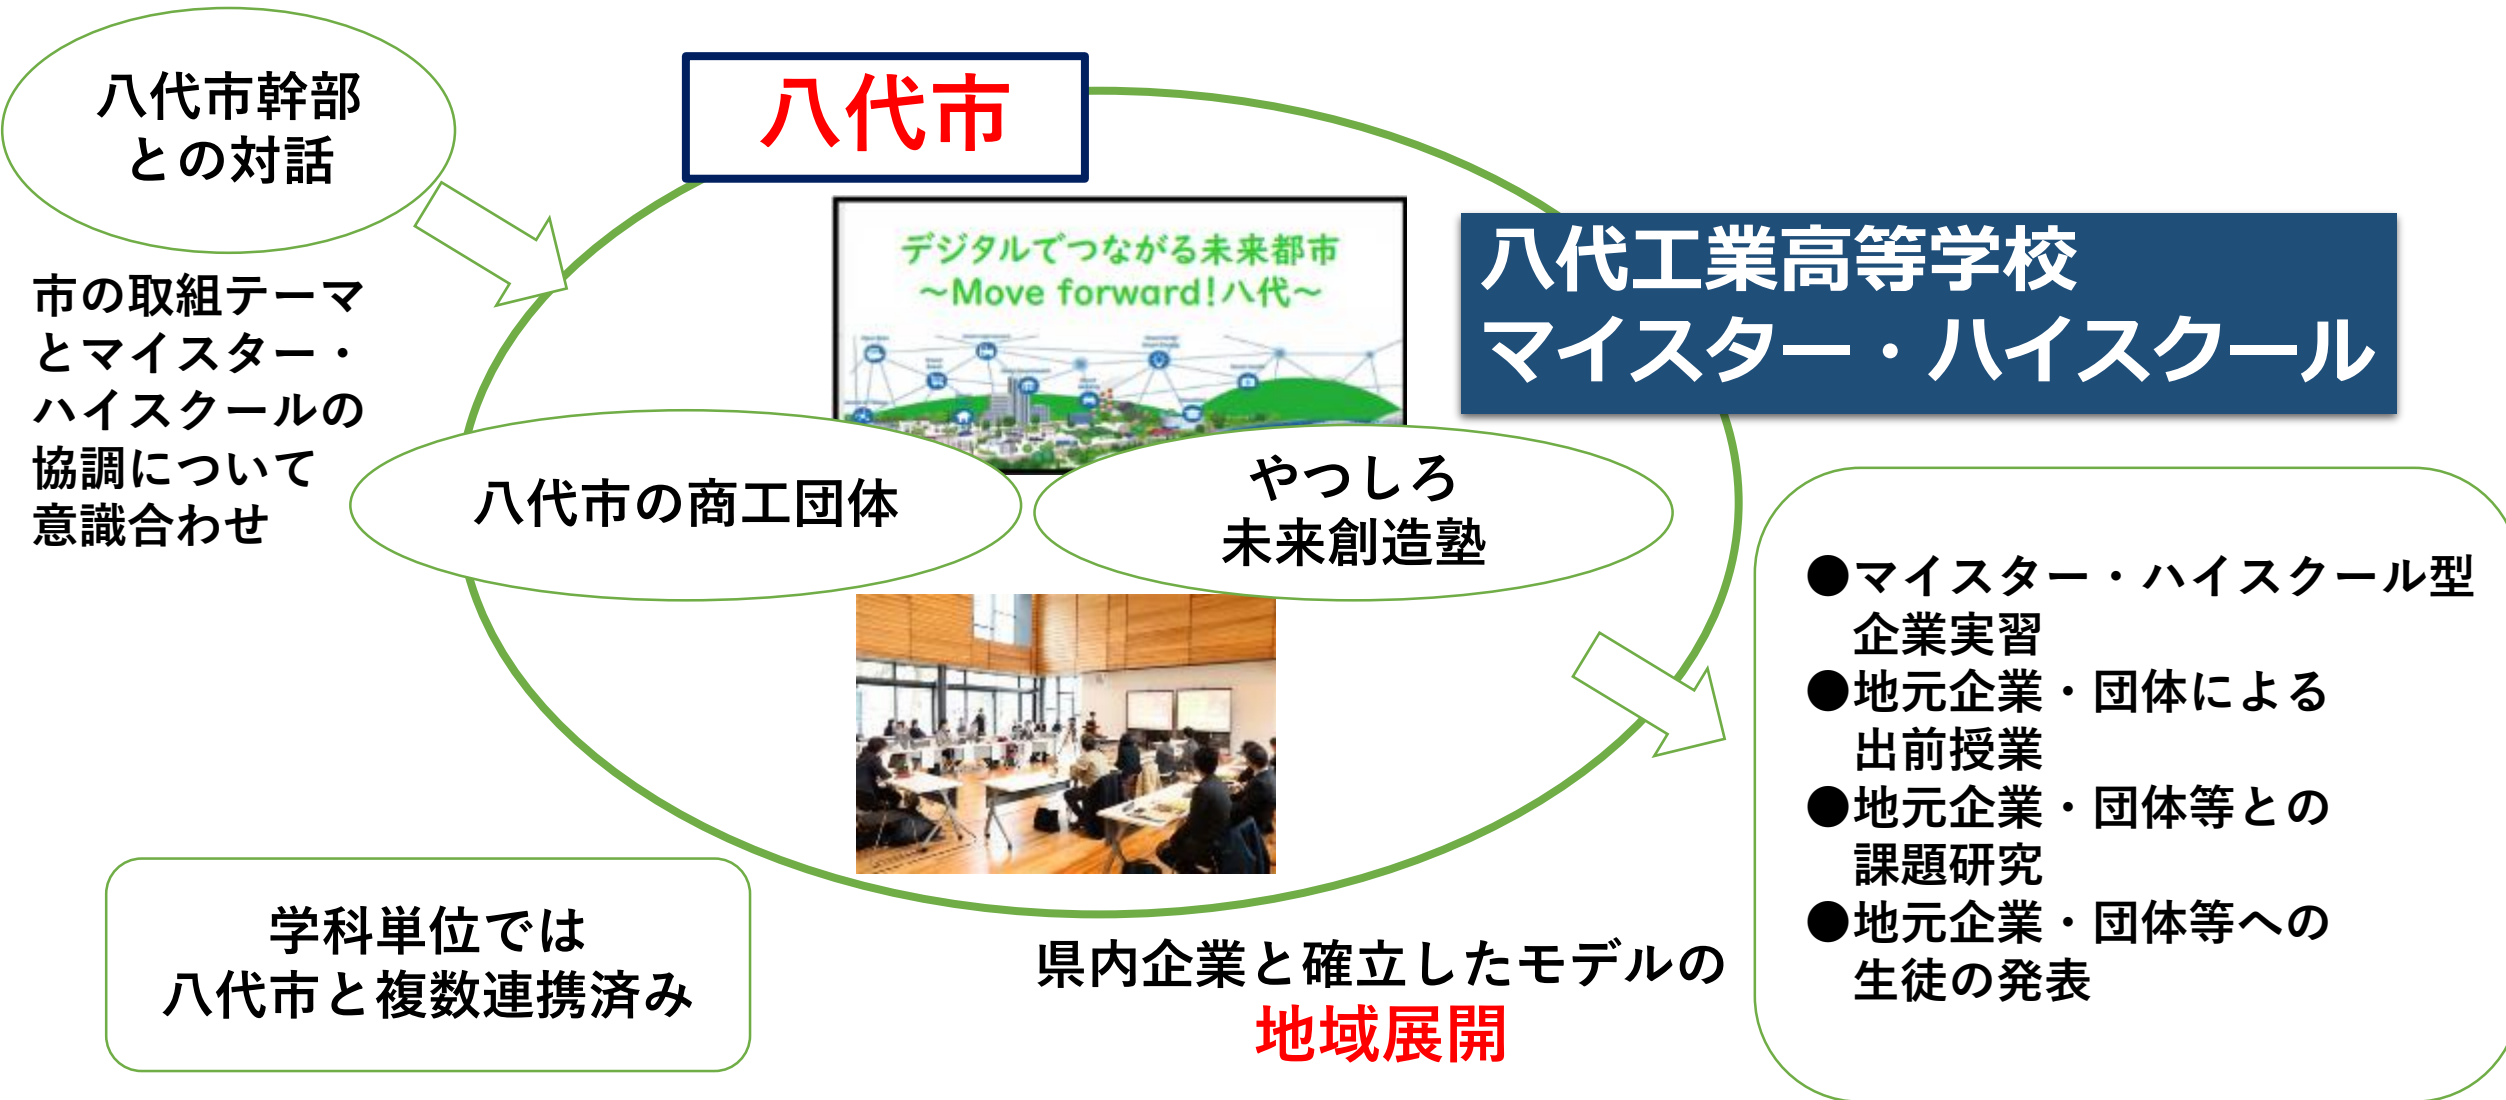 八代市幹部
との対話
市の取組テーマ
とマイスター・
ハイスクールの
協調について
意識合わせ
八代市
デジタルでつながる未来都市
～Move forward！八代～
八代工業高等学校
マイスター・ハイスクール
八代市の商工団体
やつしろ
未来創造塾
●マイスター・ハイスクール型
企業実習
●地元企業・団体による
出前授業
●地元企業・団体等との
課題研究
●地元企業・団体等への
生徒の発表
学科単位では
八代市と複数連携済み
県内企業と確立したモデルの
地域展開